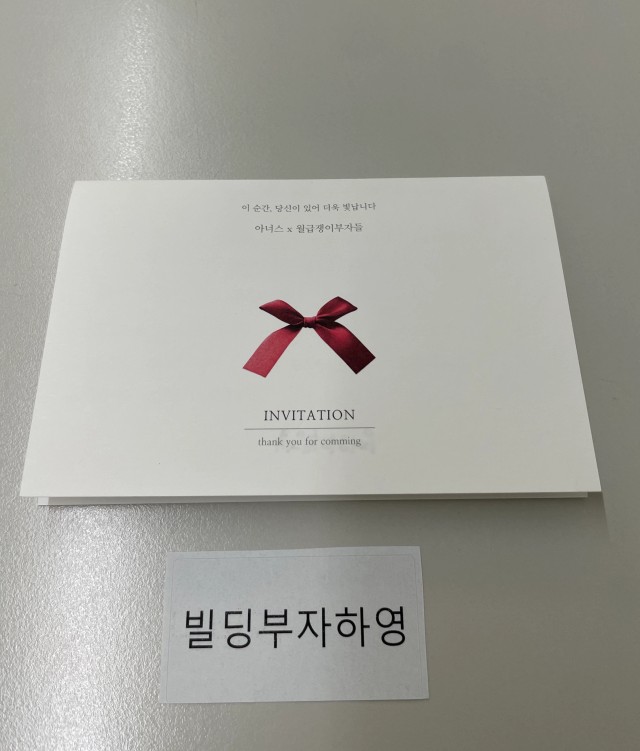 이 순간, 당신이 있어 더욱 빛납니다
아너스 x 월급쟁이부자들
INVITATION
thank you for comming
빌딩부자하영